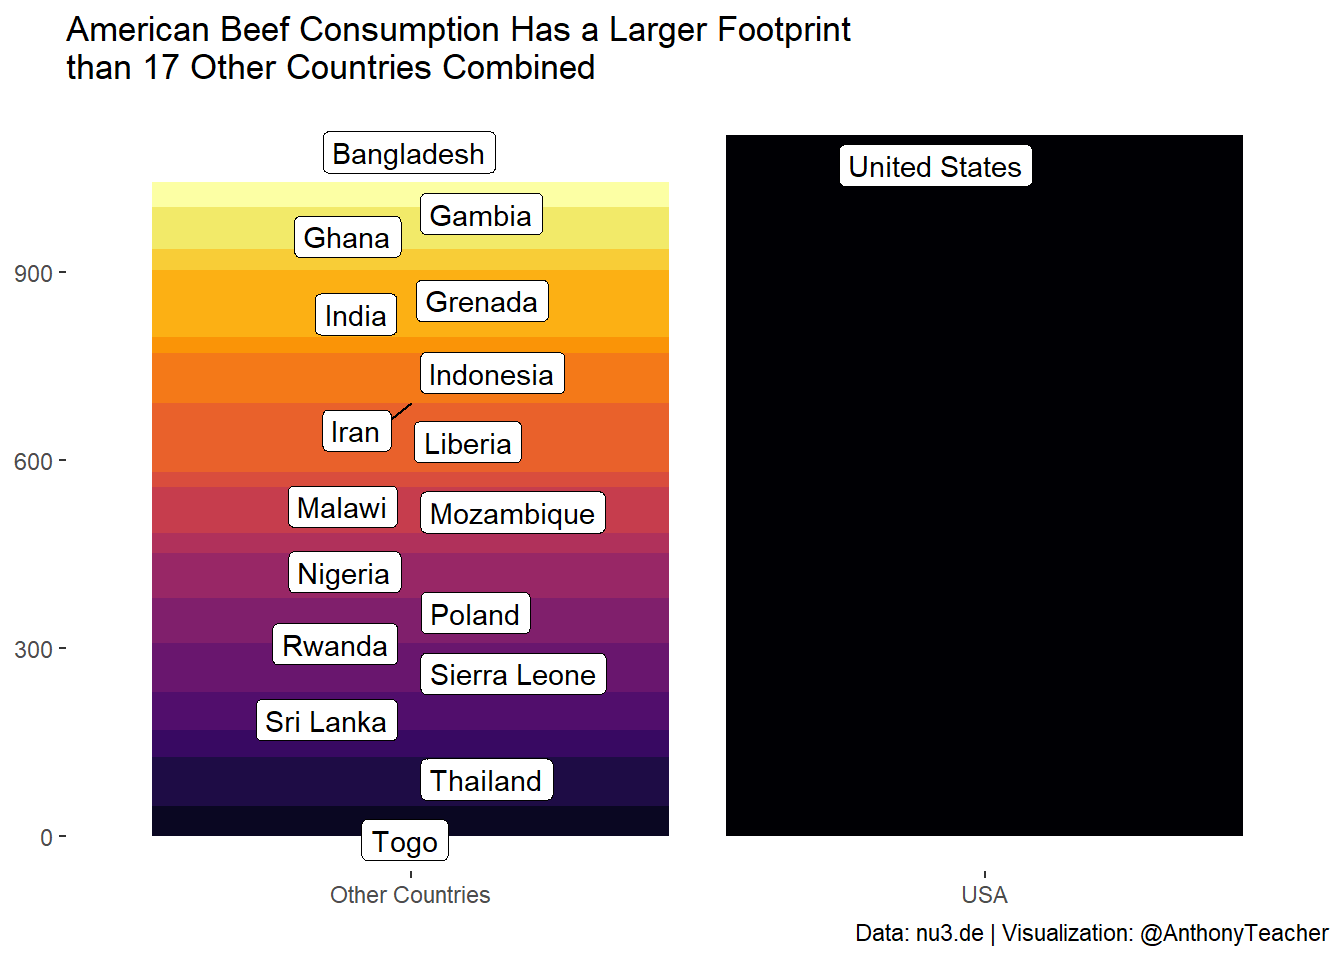 American Beef Consumption Has a Larger Footprint
than 17 Other Countries Combined
Bangladesh
United States
Gambia
Ghana
900
Grenada
India
Indonesia
Iran
Liberia
600
Malawi
Mozambique
Nigeria
Poland
Rwanda
300
Sierra Leone
Sri Lanka
Thailand
0
Togo
Other Countries
USA
Data: nu3.de | Visualization: @AnthonyTeacher